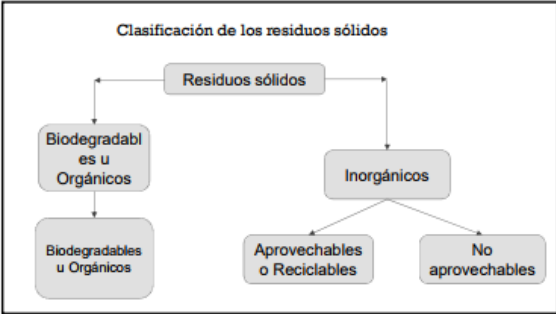 Clasificación de los residuos sólidos
Residuos sólidos
Biodegradabl
es u
Orgánicos
Inorgánicos
Biodegradables
u Orgánicos
Aprovechables
o Reciclables
No
aprovechables